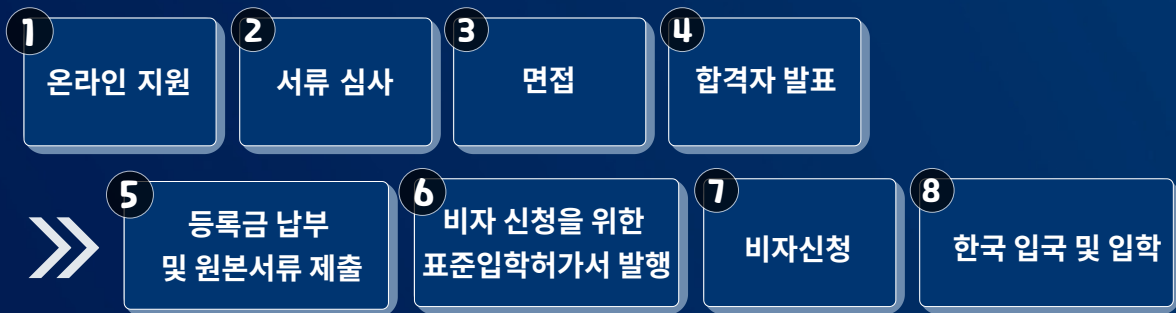 1
온라인 지원
2
서류 심사
3
면접
4
합격자 발표
5
등록금 납부
및 원본서류 제출
6
비자 신청을 위한
표준입학허가서 발행
7
비자신청
8
한국 입국 및 입학